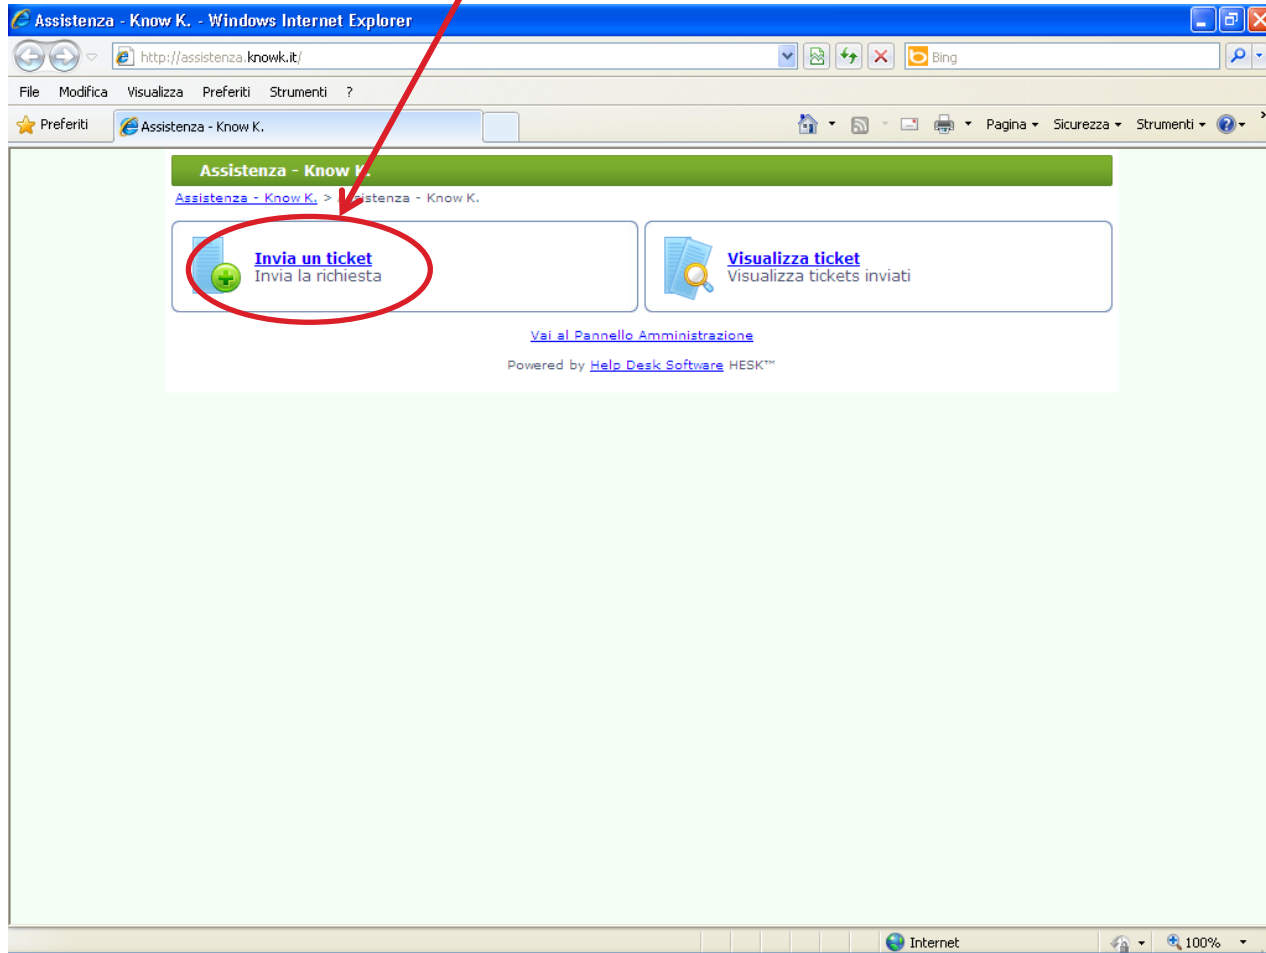 Assistenza - Know K. - Windows Internet Explorer
http://assistenza.knowk.it/
Bing
File Modifica Visualizza Preferiti Strumenti ?
Preferiti
Assistenza - Know K.
Pagina Sicurezza Strumenti
Assistenza - Know K.
Assistenza - Know K. > Assistenza - Know K.
Invia un ticket
Invia la richiesta
Visualizza ticket
Visualizza tickets inviati
Vai al Pannello Amministrazione
Powered by Help Desk Software HESK™
Internet
100%